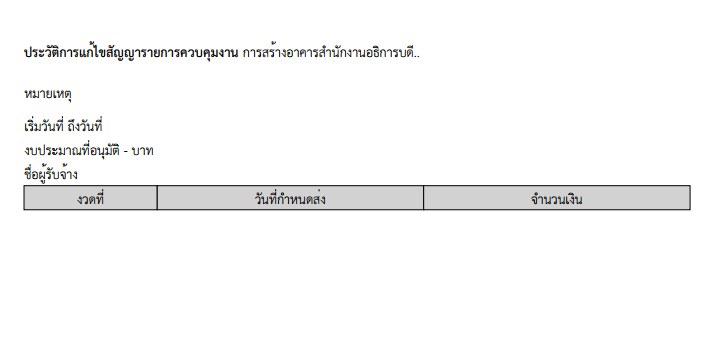 ประวัติการแก้ไขสัญญารายการควบคุมงาน การสร้างอาคารสำนักงานอธิการบดี..
หมายเหตุ
เริ่มวันที่ ถึงวันที่
งบประมาณที่อนุมัติ - บาท
ชื่อผู้รับจ้าง
งวดที่ วันที่กำหนดส่ง จำนวนเงิน